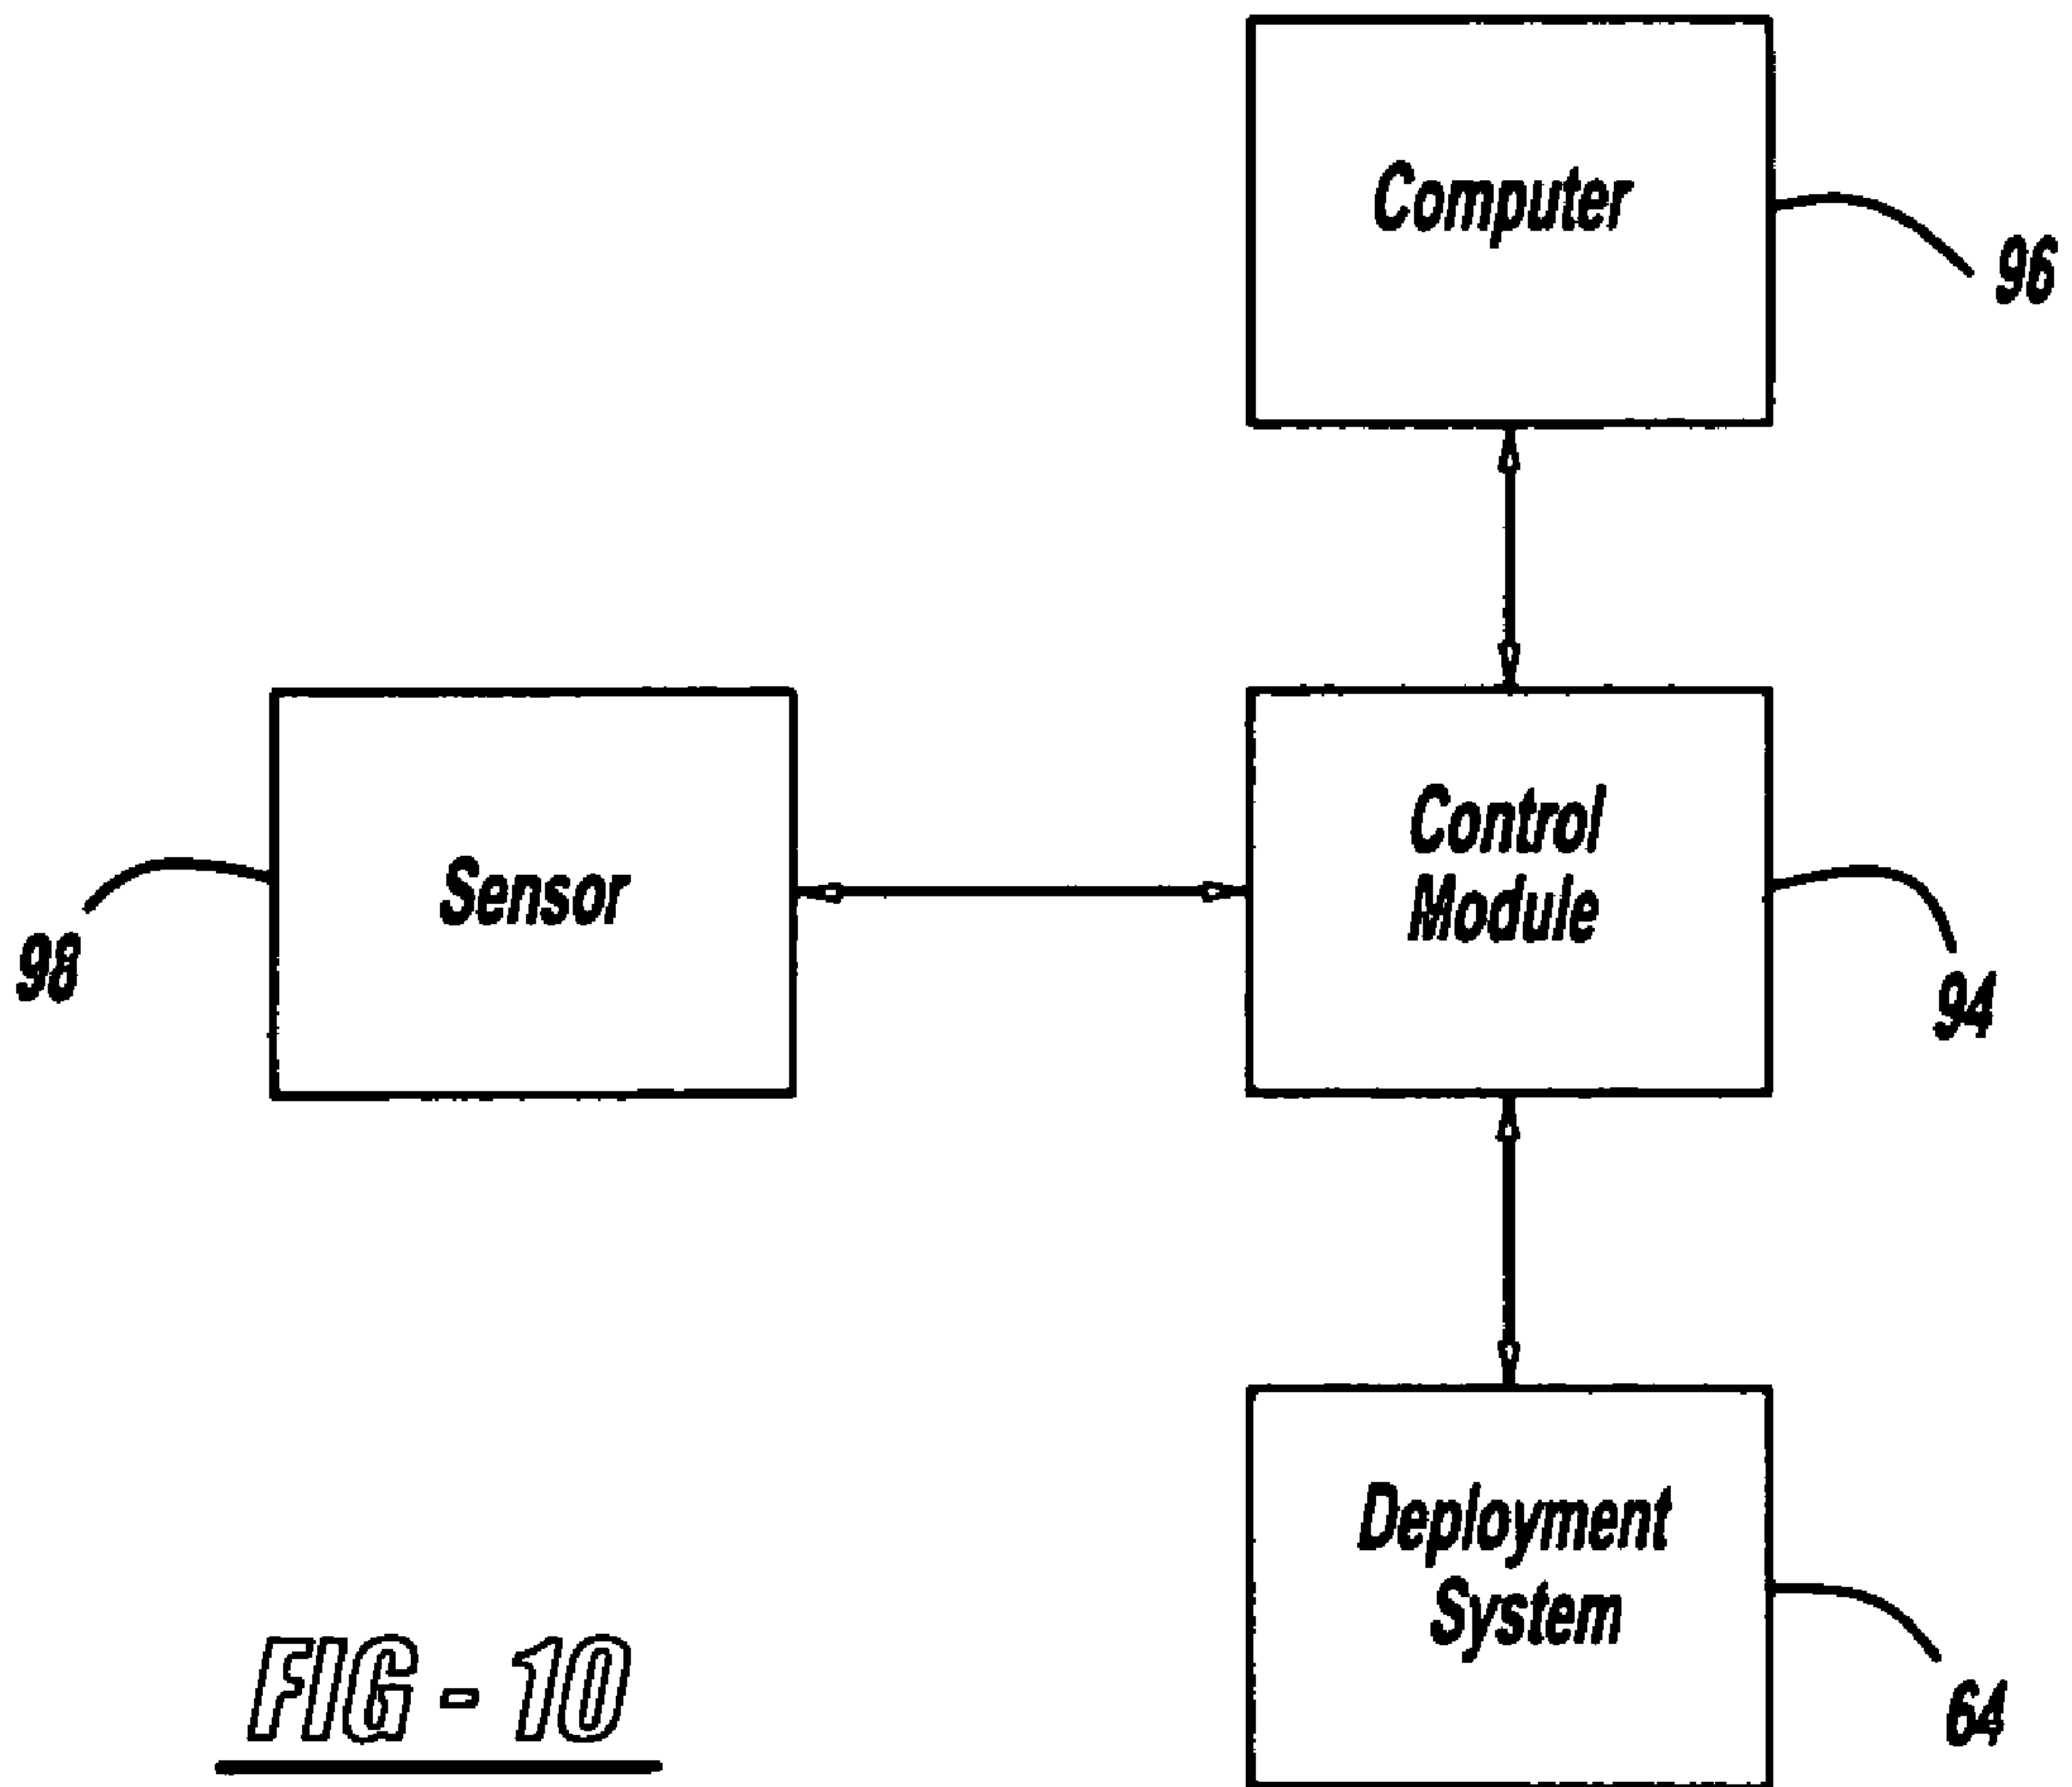 Computer
96
Sensor
98
Control
Module
94
Deployment
System
64
FIG - 10